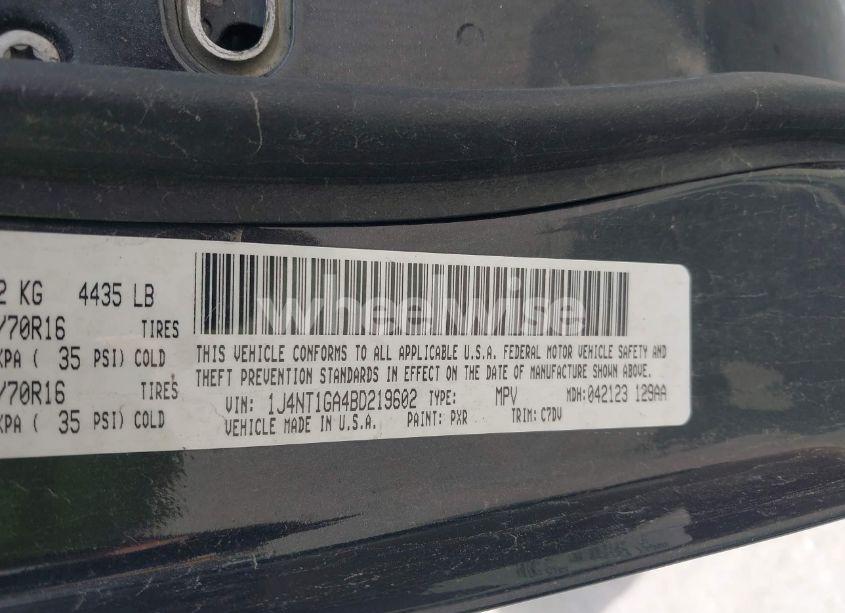 2 KG 4435 LB
/70R16 TIRES
KPA ( 35 PSI) COLD
/70R16 TIRES
KPA ( 35 PSI) COLD
wheelwise
THIS VEHICLE CONFORMS TO ALL APPLICABLE U.S.A. FEDERAL MOTOR VEHICLE SAFETY AND
THEFT PREVENTION STANDARDS IN EFFECT ON THE DATE OF MANUFACTURE SHOWN ABOVE.
VIN: 1J4NT1GA4BD219602 TYPE: MPV MDH: 042123 129AA
VEHICLE MADE IN U.S.A. PAINT: PXR TRIM: C7DV